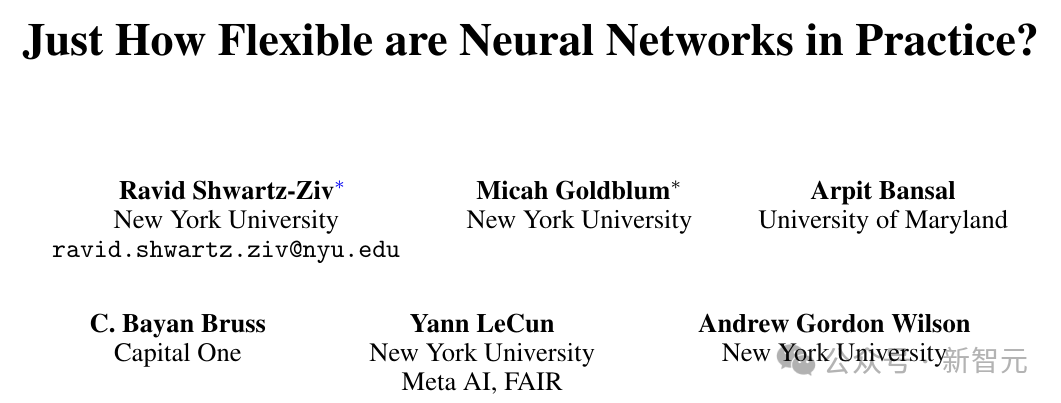 Just How Flexible are Neural Networks in Practice?
Ravid Shwartz-Ziv*
New York University
ravid.shwartz.ziv@nyu.edu
Micah Goldblum*
New York University
Arpit Bansal
University of Maryland
C. Bayan Bruss
Capital One
Yann LeCun
New York University
Meta AI, FAIR
Andrew Gordon Wilson
New York University
公众号 · 新智元